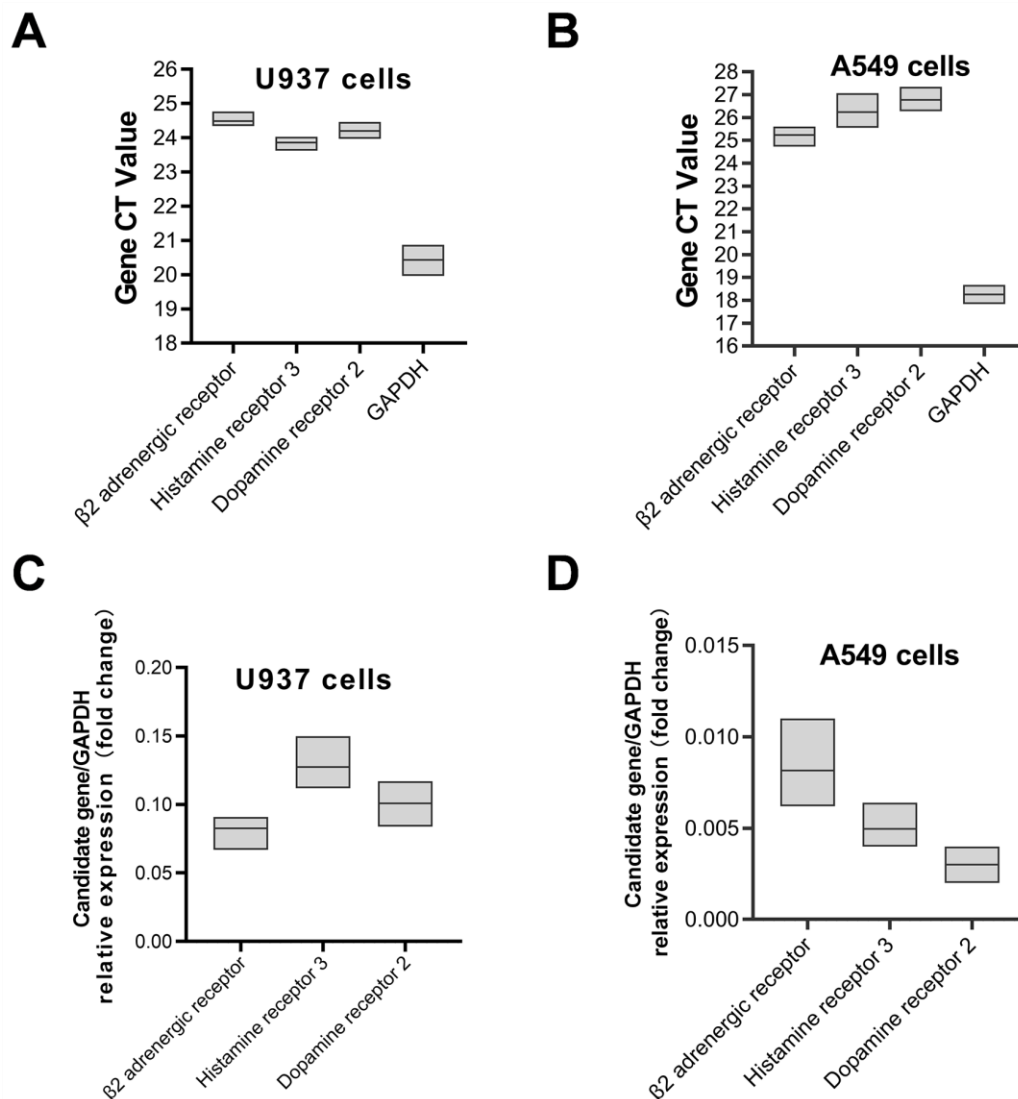 A
U937 cells
Gene CT Value
26
25
24
23
22
21
20
19
18
β2 adrenergic receptor
Histamine receptor 3
Dopamine receptor 2
GAPDH
B
A549 cells
Gene CT Value
28
27
26
25
24
23
22
21
20
19
18
17
16
β2 adrenergic receptor
Histamine receptor 3
Dopamine receptor 2
GAPDH
C
U937 cells
Candidate gene/GAPDH
relative expression (fold change)
0.20
0.15
0.10
0.05
0.00
β2 adrenergic receptor
Histamine receptor 3
Dopamine receptor 2
D
A549 cells
Candidate gene/GAPDH
relative expression (fold change)
0.015
0.010
0.005
0.000
β2 adrenergic receptor
Histamine receptor 3
Dopamine receptor 2